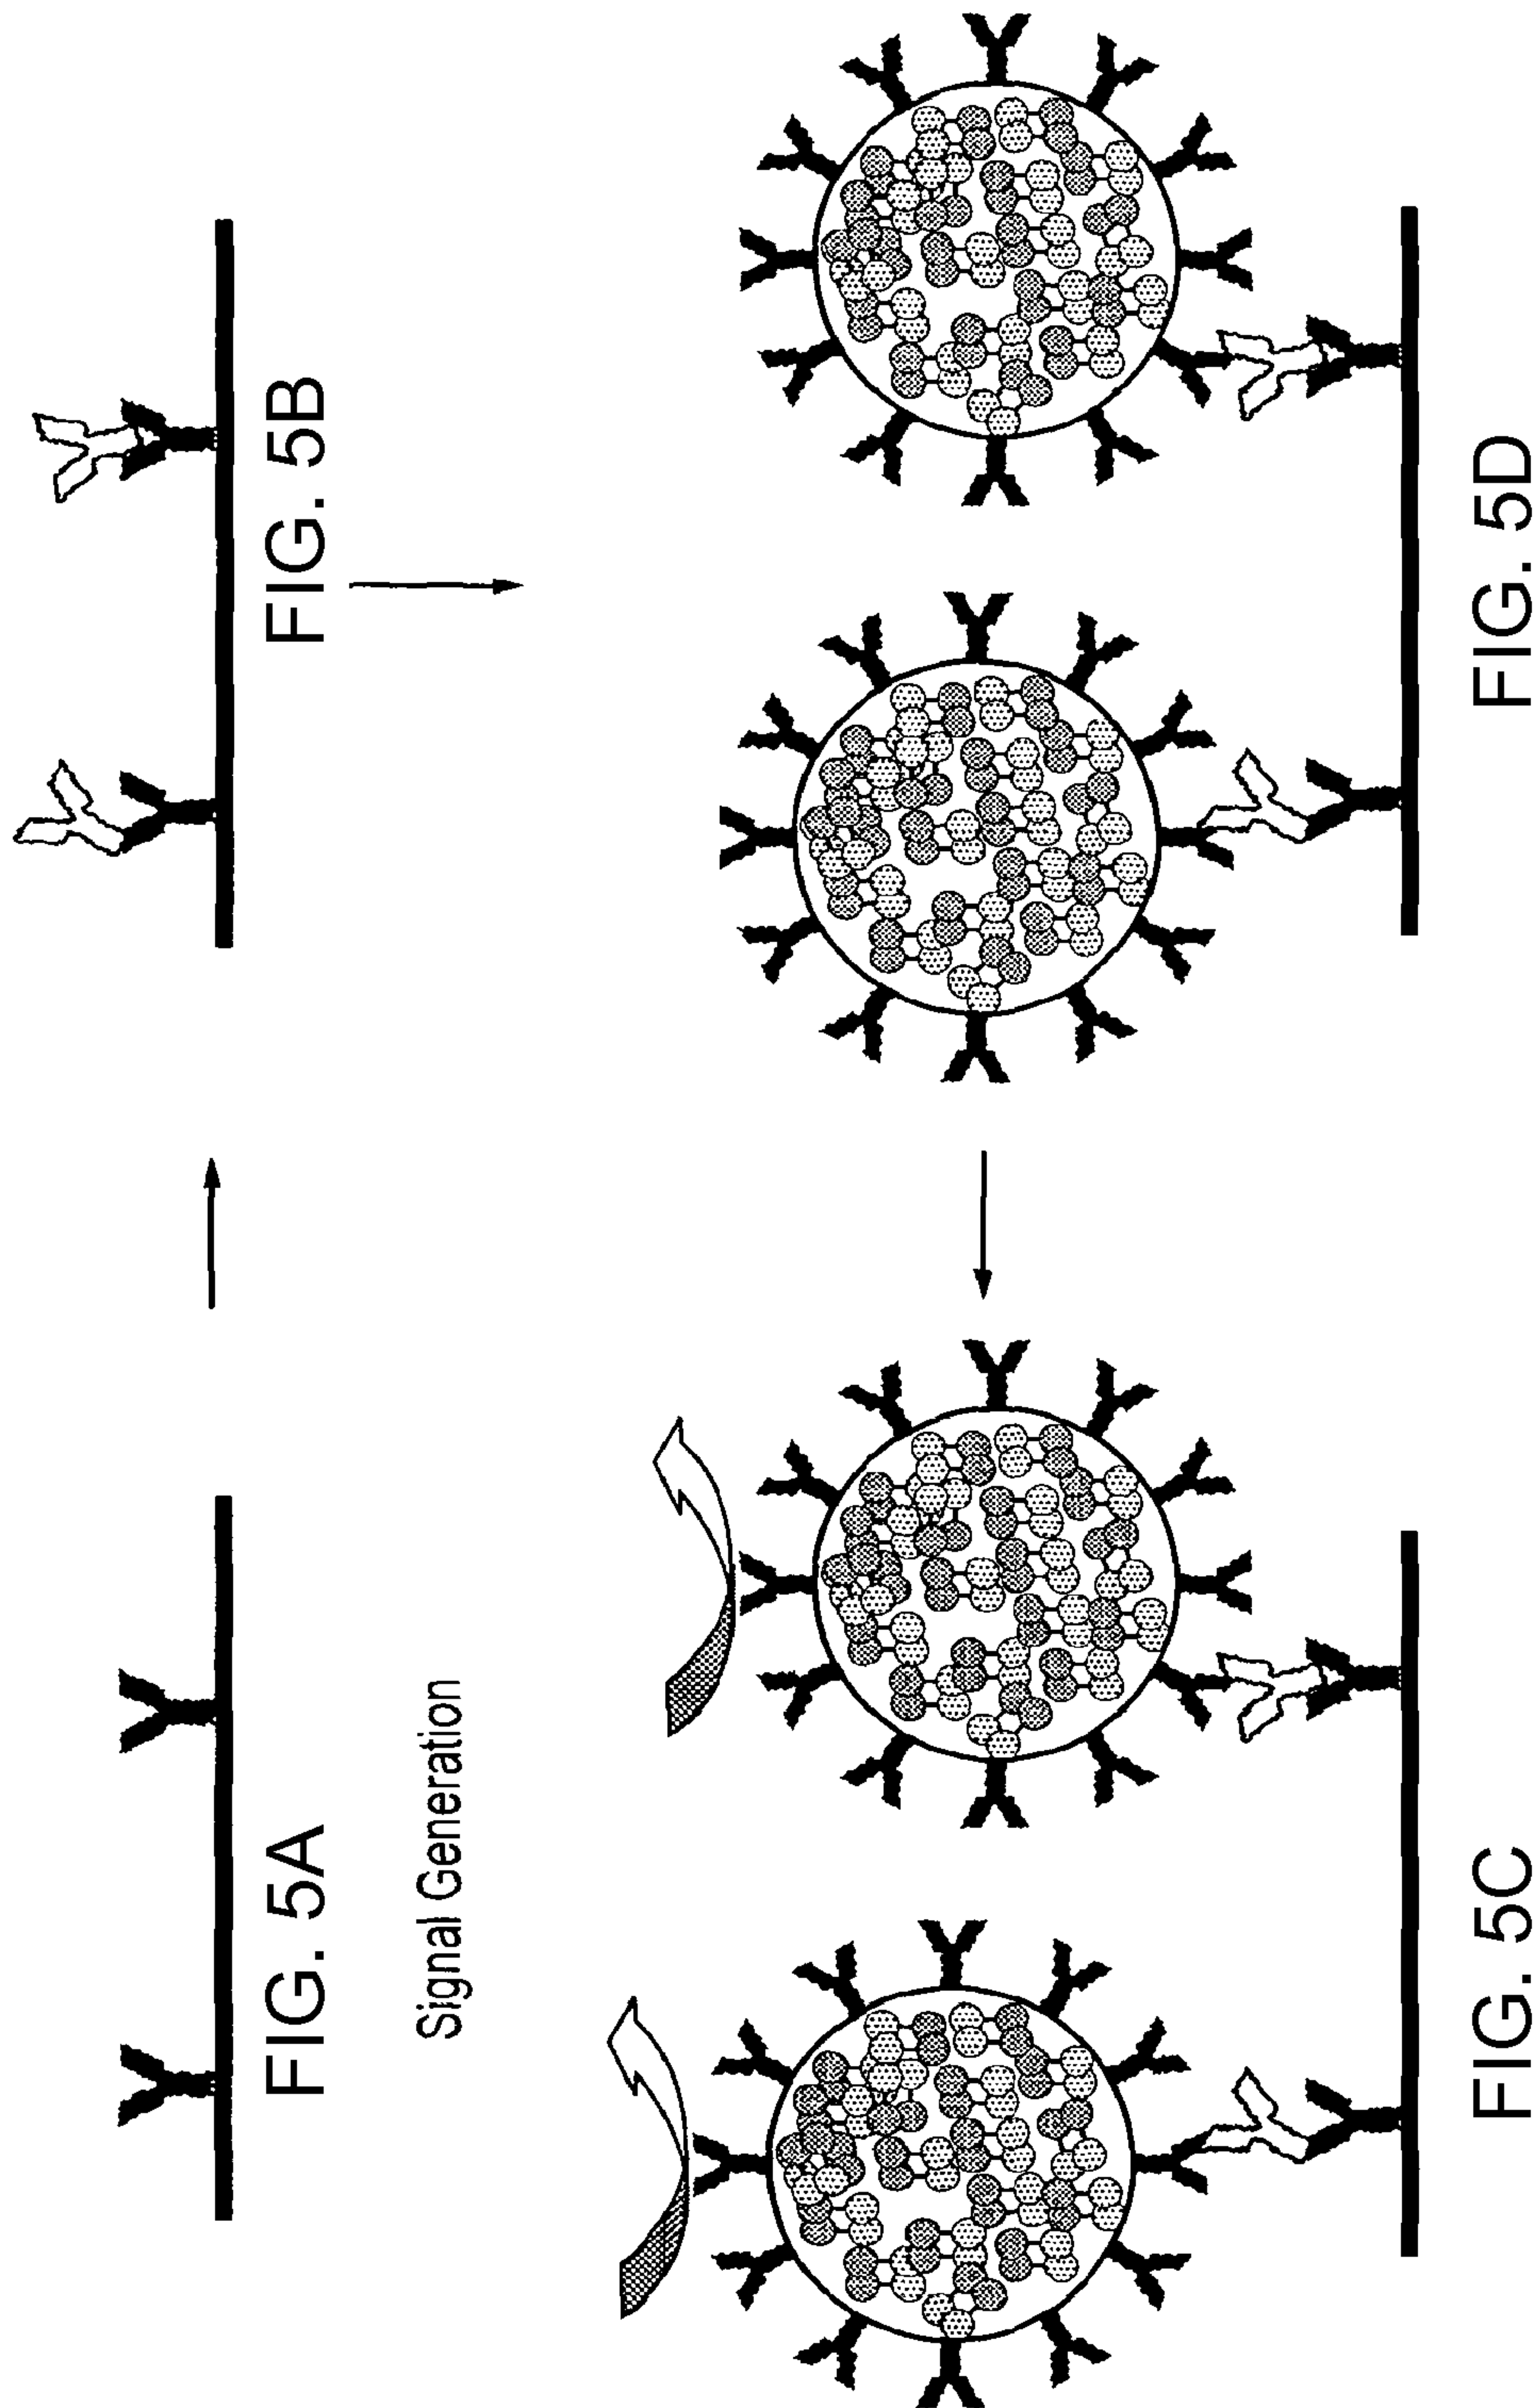 FIG. 5A
FIG. 5B
Signal Generation
FIG. 5C
FIG. 5D